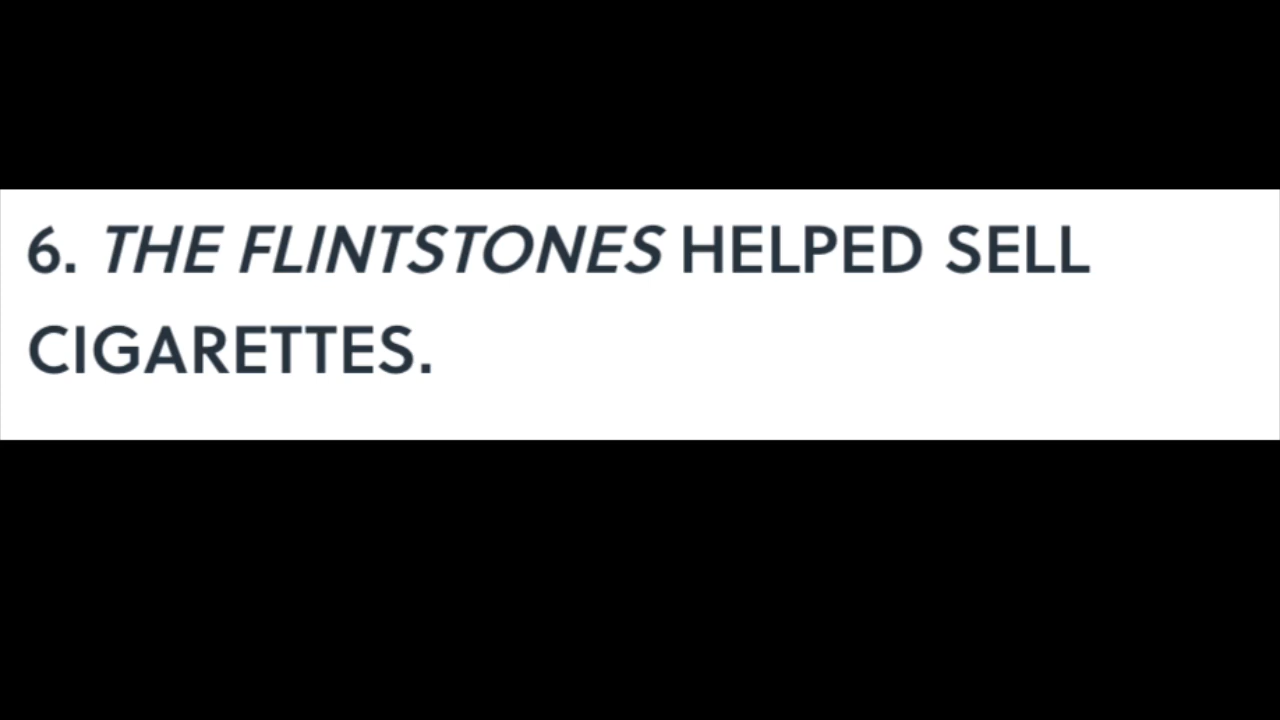 6. THE FLINTSTONES HELPED SELL
CIGARETTES.